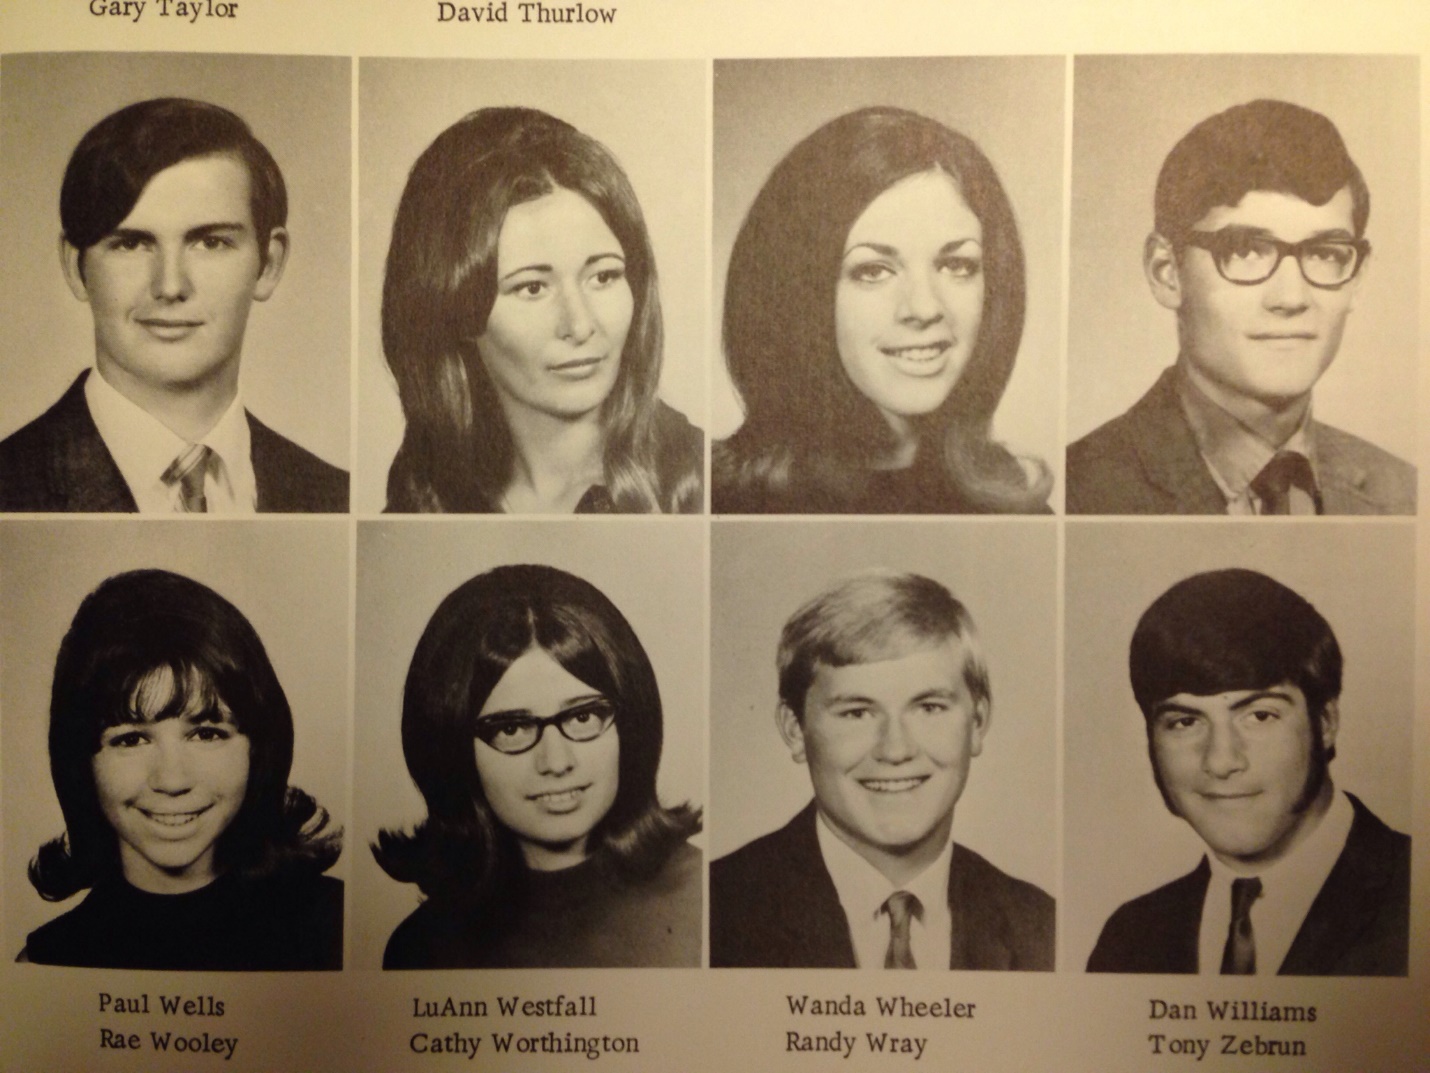 Gary Taylor David Thurlow
Paul Wells LuAnn Westfall Wanda Wheeler Dan Williams
Rae Wooley Cathy Worthington Randy Wray Tony Zebrun